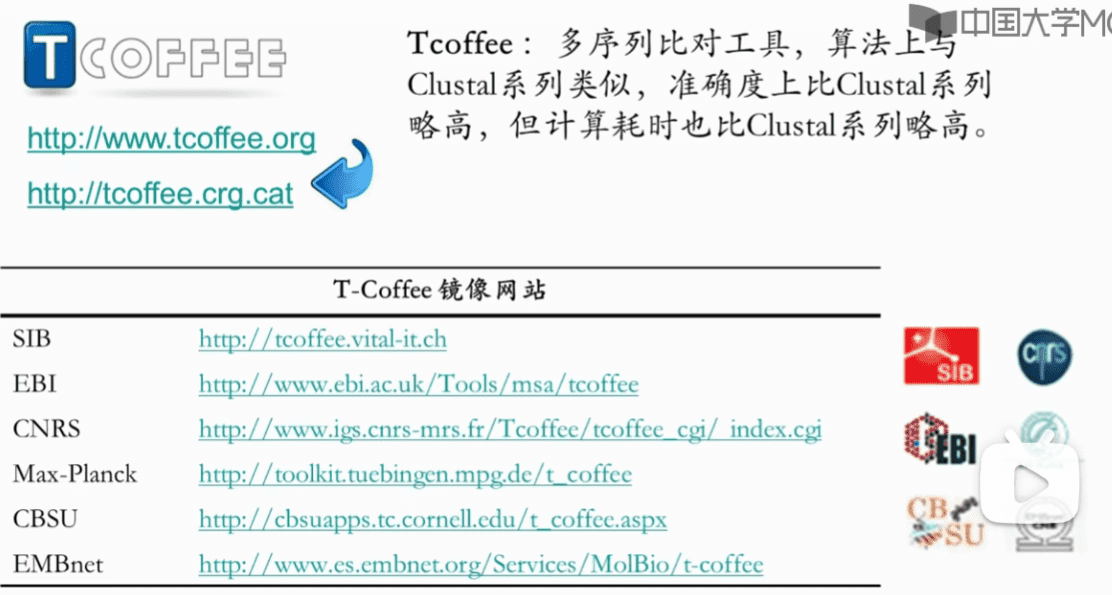 中国大学MO
TCOFFEE
http://www.tcoffee.org
http://tcoffee.crg.cat
Tcoffee：多序列比对工具，算法上与
Clustal系列类似，准确度上比Clustal系列
略高，但计算耗时也比Clustal系列略高。
T-Coffee 镜像网站
SIB http://tcoffee.vital-it.ch
EBI http://www.ebi.ac.uk/Tools/msa/tcoffee
CNRS http://www.igs.cnrs-mrs.fr/Tcoffee/tcoffee_cgi/_index.cgi
Max-Planck http://toolkit.tuebingen.mpg.de/t_coffee
CBSU http://cbsuapps.tc.cornell.edu/t_coffee.aspx
EMBnet http://www.es.embnet.org/Services/MolBio/t-coffee
SIB
cnrs
EBI
CB
SU